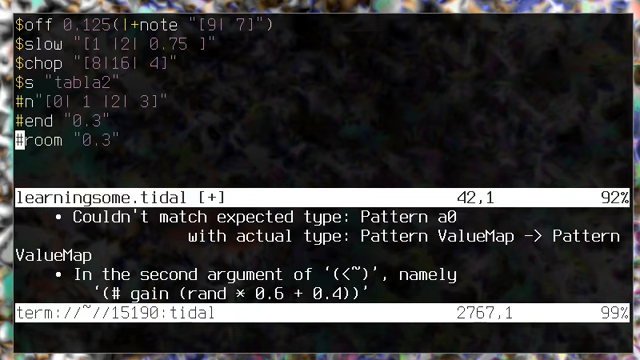 $off 0.125(|+note "[9| 7]")
$slow "[1 |2| 0.75 ]"
$chop "[8|16| 4]"
$s "tabla2"
#n"[0| 1 |2| 3]"
#end "0.3"
#room "0.3"
learningsome.tidal [+] 42,1 92%
• Couldn't match expected type: Pattern a0
with actual type: Pattern ValueMap -> Pattern
ValueMap
• In the second argument of ‘(<~)’, namely
‘(# gain (rand * 0.6 + 0.4))’
term://~//15190:tidal 2767,1 99%